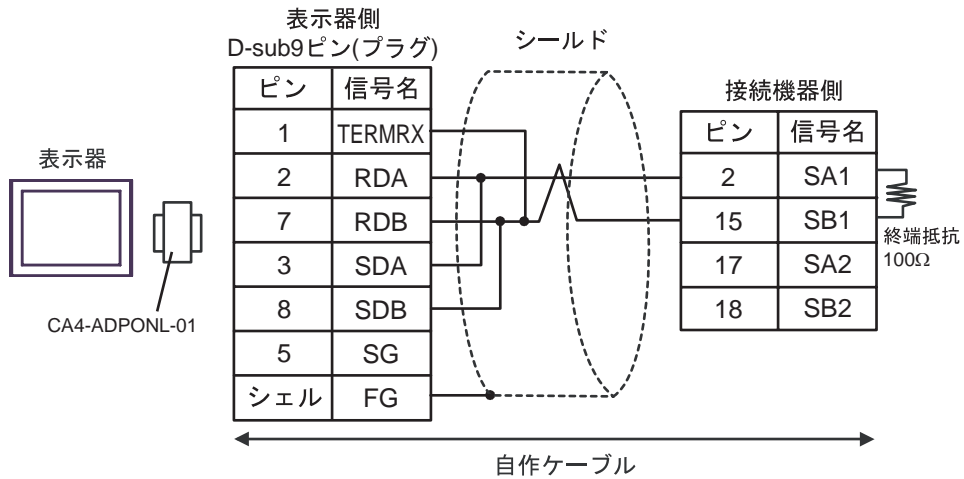 表示器側
D-sub9ピン(プラグ)
シールド
ピン 信号名
1 TERMRX
2 RDA
7 RDB
3 SDA
8 SDB
5 SG
シェル FG
接続機器側
ピン 信号名
2 SA1
15 SB1
17 SA2
18 SB2
終端抵抗
100Ω
表示器
CA4-ADPONL-01
自作ケーブル